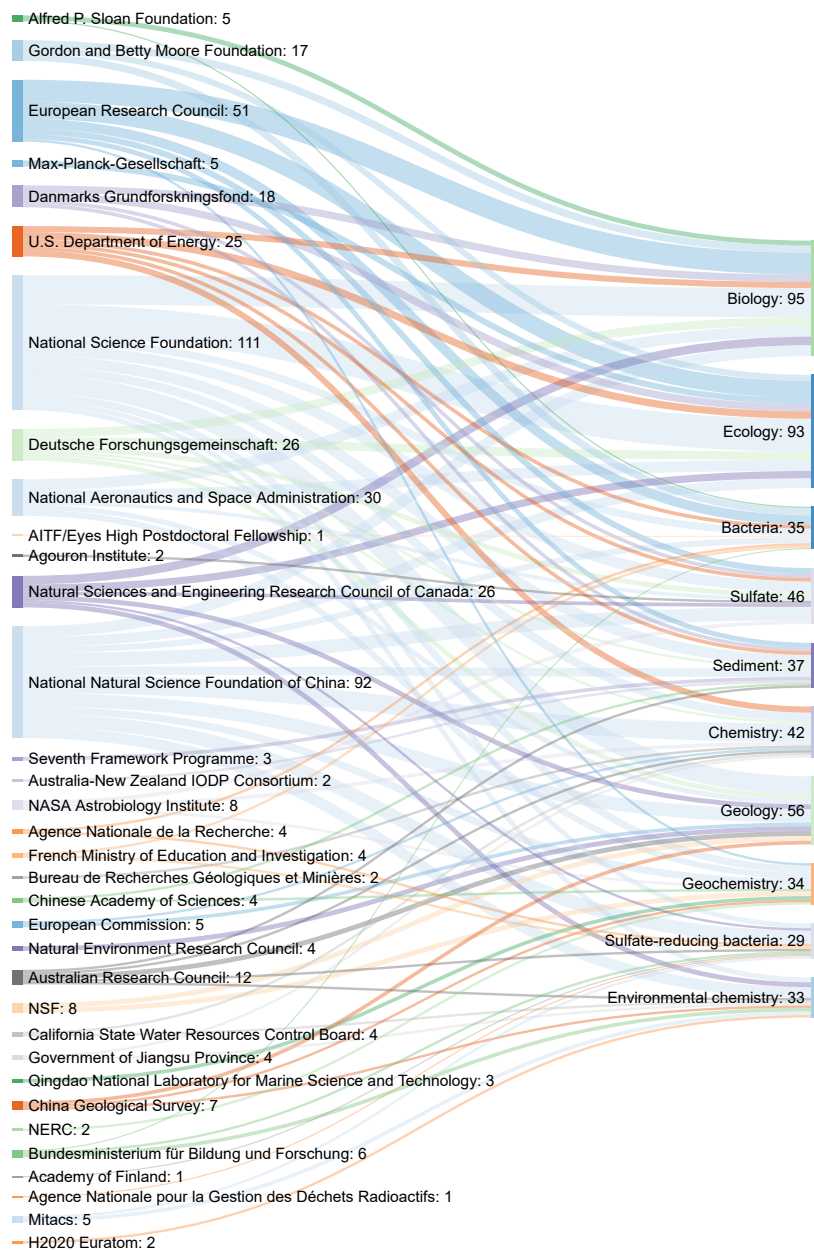 Alfred P. Sloan Foundation: 5
Gordon and Betty Moore Foundation: 17
European Research Council: 51
Max-Planck-Gesellschaft: 5
Danmarks Grundforskningsfond: 18
U.S. Department of Energy: 25
National Science Foundation: 111
Deutsche Forschungsgemeinschaft: 26
National Aeronautics and Space Administration: 30
AITF/Eyes High Postdoctoral Fellowship: 1
Agouron Institute: 2
Natural Sciences and Engineering Research Council of Canada: 26
National Natural Science Foundation of China: 92
Seventh Framework Programme: 3
Australia-New Zealand IODP Consortium: 2
NASA Astrobiology Institute: 8
Agence Nationale de la Recherche: 4
French Ministry of Education and Investigation: 4
Bureau de Recherches Géologiques et Minières: 2
Chinese Academy of Sciences: 4
European Commission: 5
Natural Environment Research Council: 4
Australian Research Council: 12
NSF: 8
California State Water Resources Control Board: 4
Government of Jiangsu Province: 4
Qingdao National Laboratory for Marine Science and Technology: 3
China Geological Survey: 7
NERC: 2
Bundesministerium für Bildung und Forschung: 6
Academy of Finland: 1
Agence Nationale pour la Gestion des Déchets Radioactifs: 1
Mitacs: 5
H2020 Euratom: 2
Biology: 95
Ecology: 93
Bacteria: 35
Sulfate: 46
Sediment: 37
Chemistry: 42
Geology: 56
Geochemistry: 34
Sulfate-reducing bacteria: 29
Environmental chemistry: 33